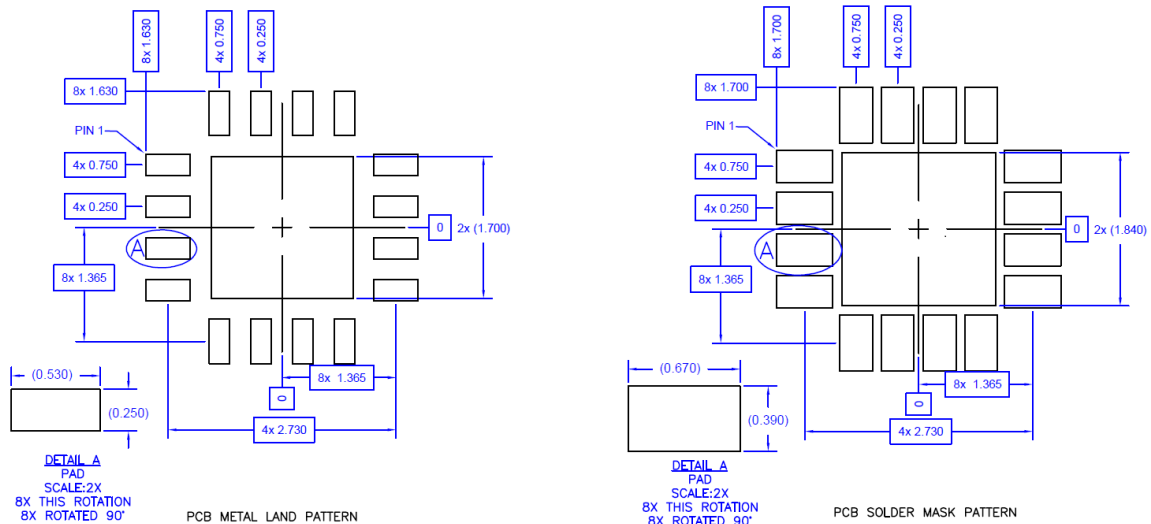 8x 1.630
4x 0.750
4x 0.250
8x 1.630
PIN 1
4x 0.750
4x 0.250
A
0
2x (1.700)
8x 1.365
8x 1.365
0
4x 2.730
(0.530)
(0.250)
DETAIL A
PAD
SCALE:2X
8X THIS ROTATION
8X ROTATED 90°
PCB METAL LAND PATTERN
8x 1.700
4x 0.750
4x 0.250
8x 1.700
PIN 1
4x 0.750
4x 0.250
A
0
2x (1.840)
8x 1.365
8x 1.365
0
4x 2.730
(0.670)
(0.390)
DETAIL A
PAD
SCALE:2X
8X THIS ROTATION
8X ROTATED 90°
PCB SOLDER MASK PATTERN